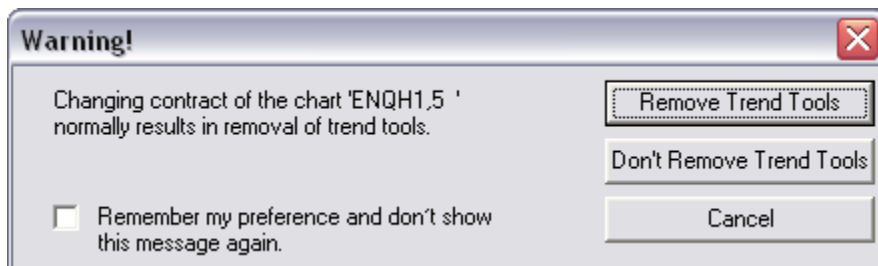 Warning!
Changing contract of the chart 'ENQH1,5  '
normally results in removal of trend tools.
Remove Trend Tools
Don't Remove Trend Tools
Remember my preference and don´t show
this message again.
Cancel